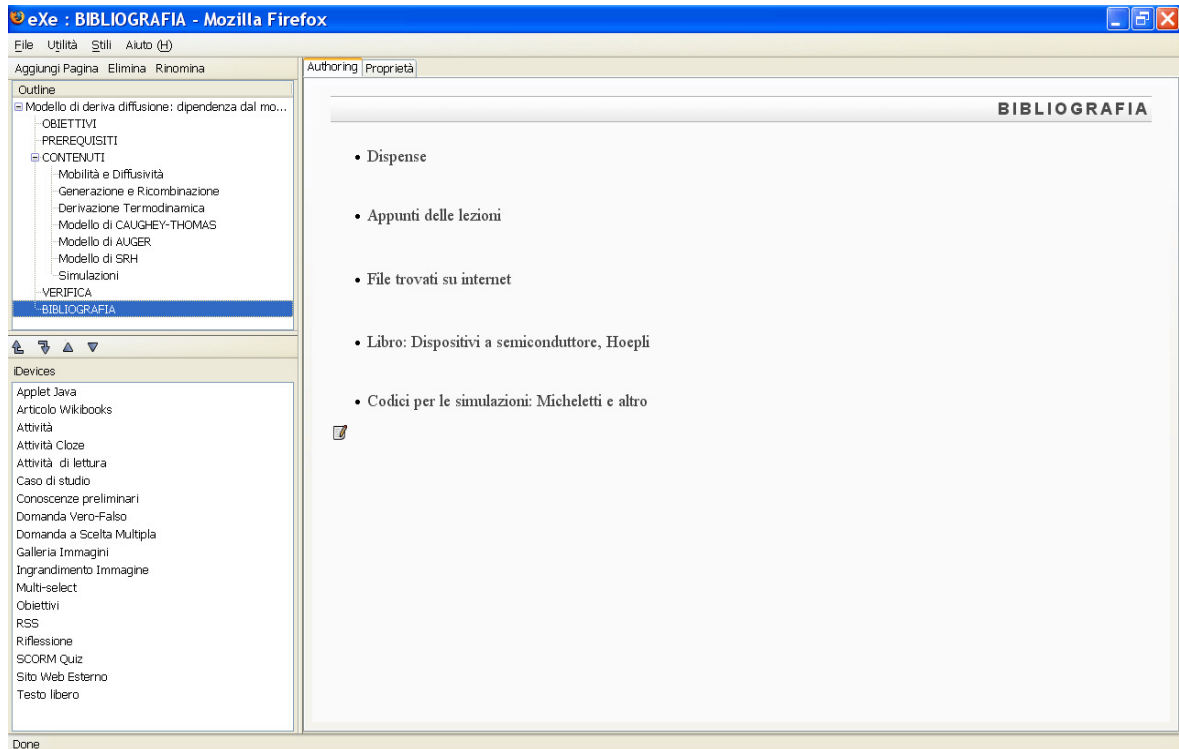 eXe : BIBLIOGRAFIA - Mozilla Firefox
File Utilità Stili Aiuto (H)
Aggiungi Pagina Elimina Rinomina
Outline
Modello di deriva diffusione: dipendenza dal mo...
OBIETTIVI
PREREQUISITI
CONTENUTI
Mobilità e Diffusività
Generazione e Ricombinazione
Derivazione Termodinamica
Modello di CAUGHEY-THOMAS
Modello di AUGER
Modello di SRH
Simulazioni
VERIFICA
BIBLIOGRAFIA
iDevices
Applet Java
Articolo Wikibooks
Attività
Attività Cloze
Attività di lettura
Caso di studio
Conoscenze preliminari
Domanda Vero-Falso
Domanda a Scelta Multipla
Galleria Immagini
Ingrandimento Immagine
Multi-select
Obiettivi
RSS
Riflessione
SCORM Quiz
Sito Web Esterno
Testo libero
Authoring Proprietà
BIBLIOGRAFIA
• Dispense
• Appunti delle lezioni
• File trovati su internet
• Libro: Dispositivi a semiconduttore, Hoepli
• Codici per le simulazioni: Micheletti e altro
Done